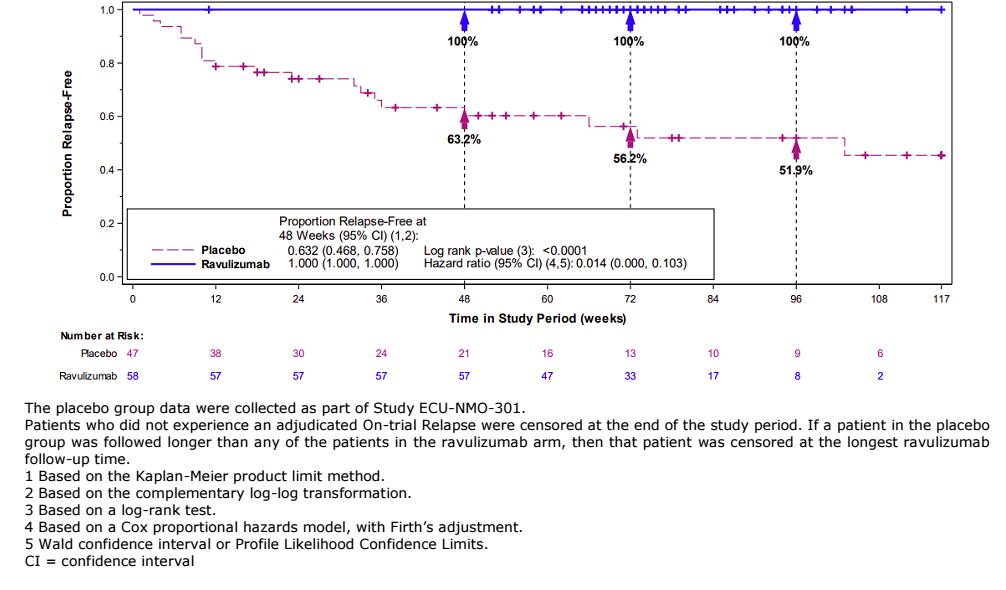 1.0
100%
100%
100%
0.8
0.6
63.2%
56.2%
51.9%
0.4
0.2
0.0
Proportion Relapse-Free
Proportion Relapse-Free at
48 Weeks (95% CI) (1,2):
Placebo 0.632 (0.468, 0.758) Log rank p-value (3): <0.0001
Ravulizumab 1.000 (1.000, 1.000) Hazard ratio (95% CI) (4,5): 0.014 (0.000, 0.103)
0 12 24 36 48 60 72 84 96 108 117
Time in Study Period (weeks)
Number at Risk:
Placebo 47 38 30 24 21 16 13 10 9 6
Ravulizumab 58 57 57 57 57 47 33 17 8 2
The placebo group data were collected as part of Study ECU-NMO-301.
Patients who did not experience an adjudicated On-trial Relapse were censored at the end of the study period. If a patient in the placebo
group was followed longer than any of the patients in the ravulizumab arm, then that patient was censored at the longest ravulizumab
follow-up time.
1 Based on the Kaplan-Meier product limit method.
2 Based on the complementary log-log transformation.
3 Based on a log-rank test.
4 Based on a Cox proportional hazards model, with Firth’s adjustment.
5 Wald confidence interval or Profile Likelihood Confidence Limits.
CI = confidence interval